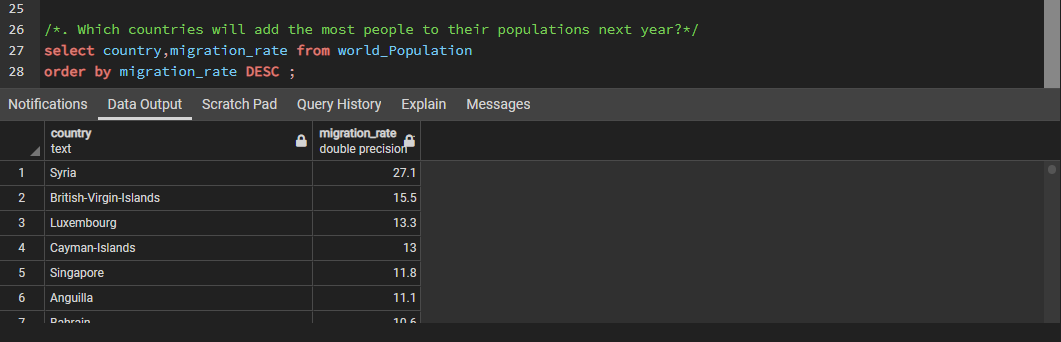 25
26 /*. Which countries will add the most people to their populations next year?*/
27 select country,migration_rate from world_Population
28 order by migration_rate DESC ;
Notifications Data Output Scratch Pad Query History Explain Messages
country migration_rate
text double precision
1 Syria 27.1
2 British-Virgin-Islands 15.5
3 Luxembourg 13.3
4 Cayman-Islands 13
5 Singapore 11.8
6 Anguilla 11.1
7 Bahrain 10.6